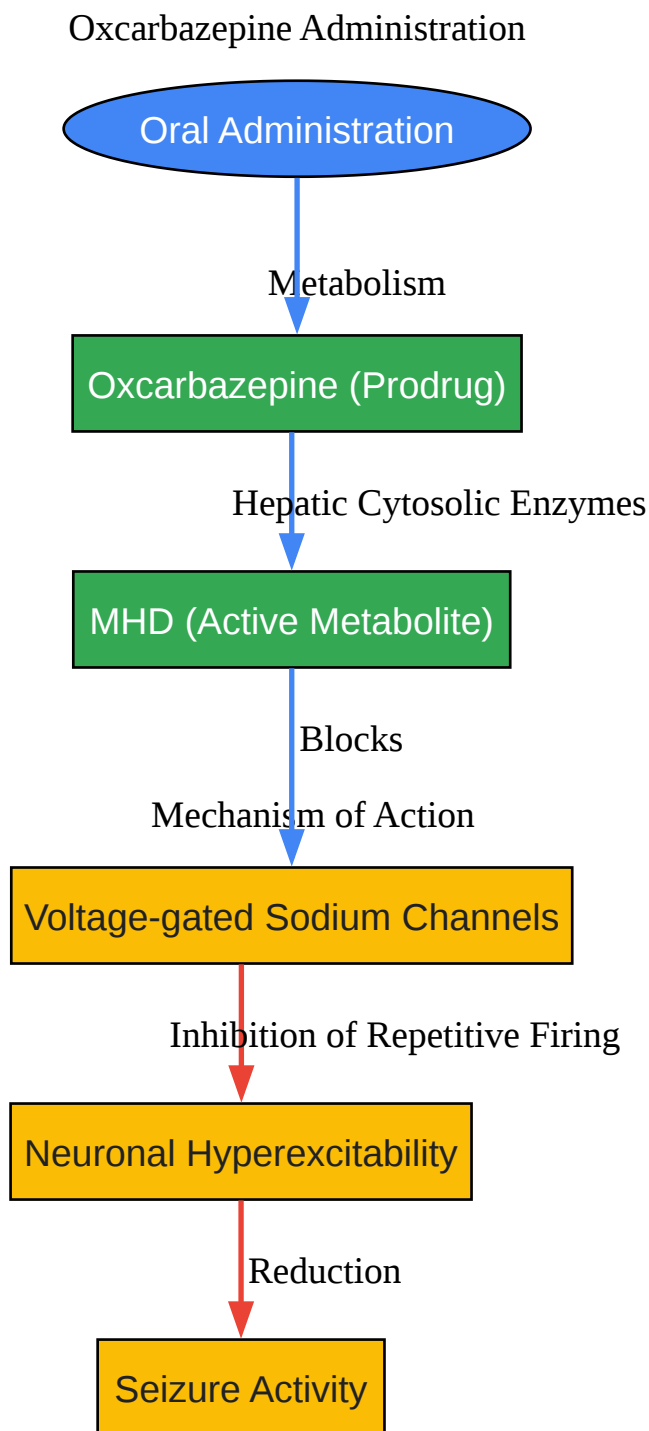 Oxcarbazepine Administration
Oral Administration
Metabolism
Oxcarbazepine (Prodrug)
Hepatic Cytosolic Enzymes
MHD (Active Metabolite)
Blocks
Mechanism of Action
Voltage-gated Sodium Channels
Inhibition of Repetitive Firing
Neuronal Hyperexcitability
Reduction
Seizure Activity